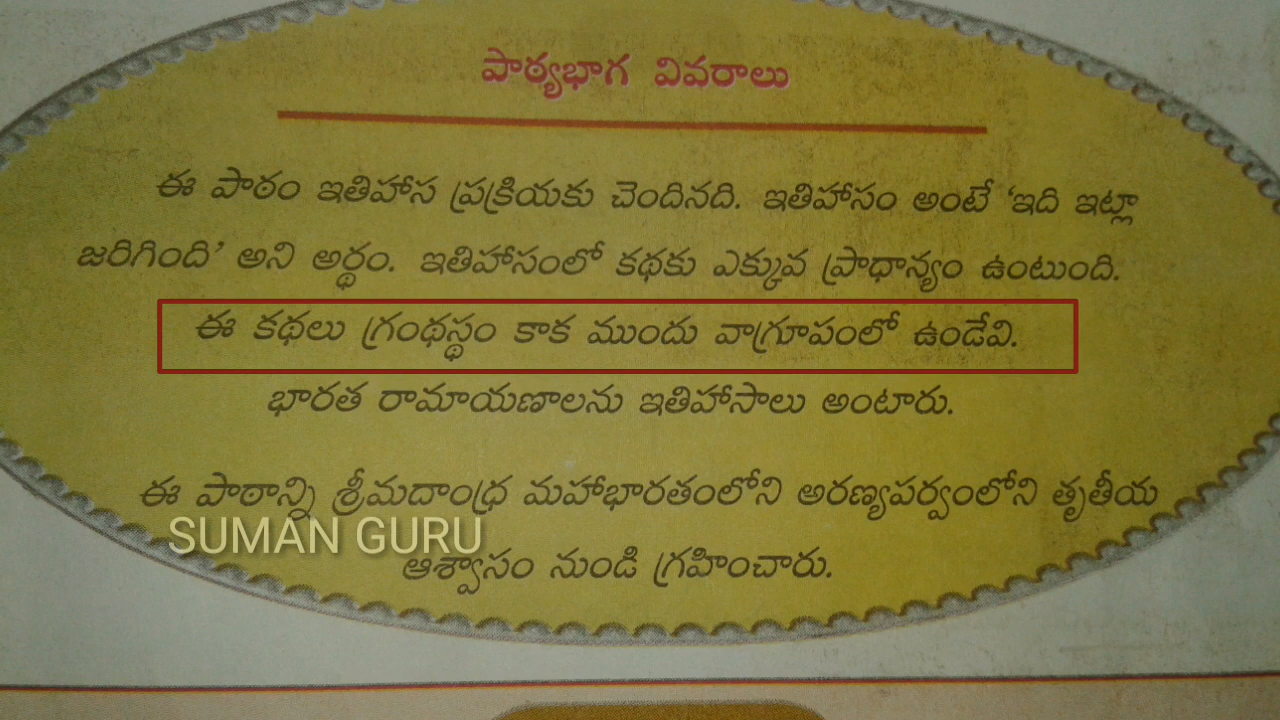 పాఠ్యభాగ వివరాలు
ఈ పాఠం ఇతిహాస ప్రక్రియకు చెందినది. ఇతిహాసం అంటే ‘ఇది ఇట్లా
జరిగింది’ అని అర్థం. ఇతిహాసంలో కథకు ఎక్కువ ప్రాధాన్యం ఉంటుంది.
ఈ కథలు గ్రంథస్థం కాక ముందు వాగ్రూపంలో ఉండేవి.
భారత రామాయణాలను ఇతిహాసాలు అంటారు.
ఈ పాఠాన్ని శ్రీమదాంధ్ర మహాభారతంలోని అరణ్యపర్వంలోని తృతీయ
SUMAN GURU
ఆశ్వాసం నుండి గ్రహించారు.